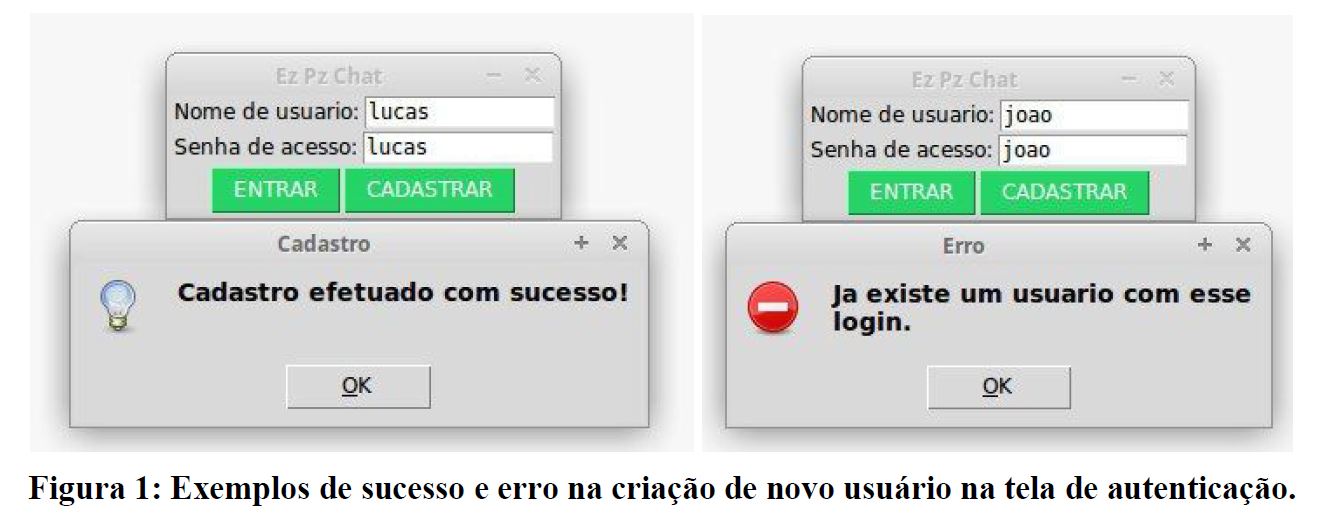 Ez Pz Chat
Nome de usuario: lucas
Senha de acesso: lucas
ENTRAR CADASTRAR
Cadastro
Cadastro efetuado com sucesso!
OK
Ez Pz Chat
Nome de usuario: joao
Senha de acesso: joao
ENTRAR CADASTRAR
Erro
Ja existe um usuario com esse
login.
OK
Figura 1: Exemplos de sucesso e erro na criação de novo usuário na tela de autenticação.